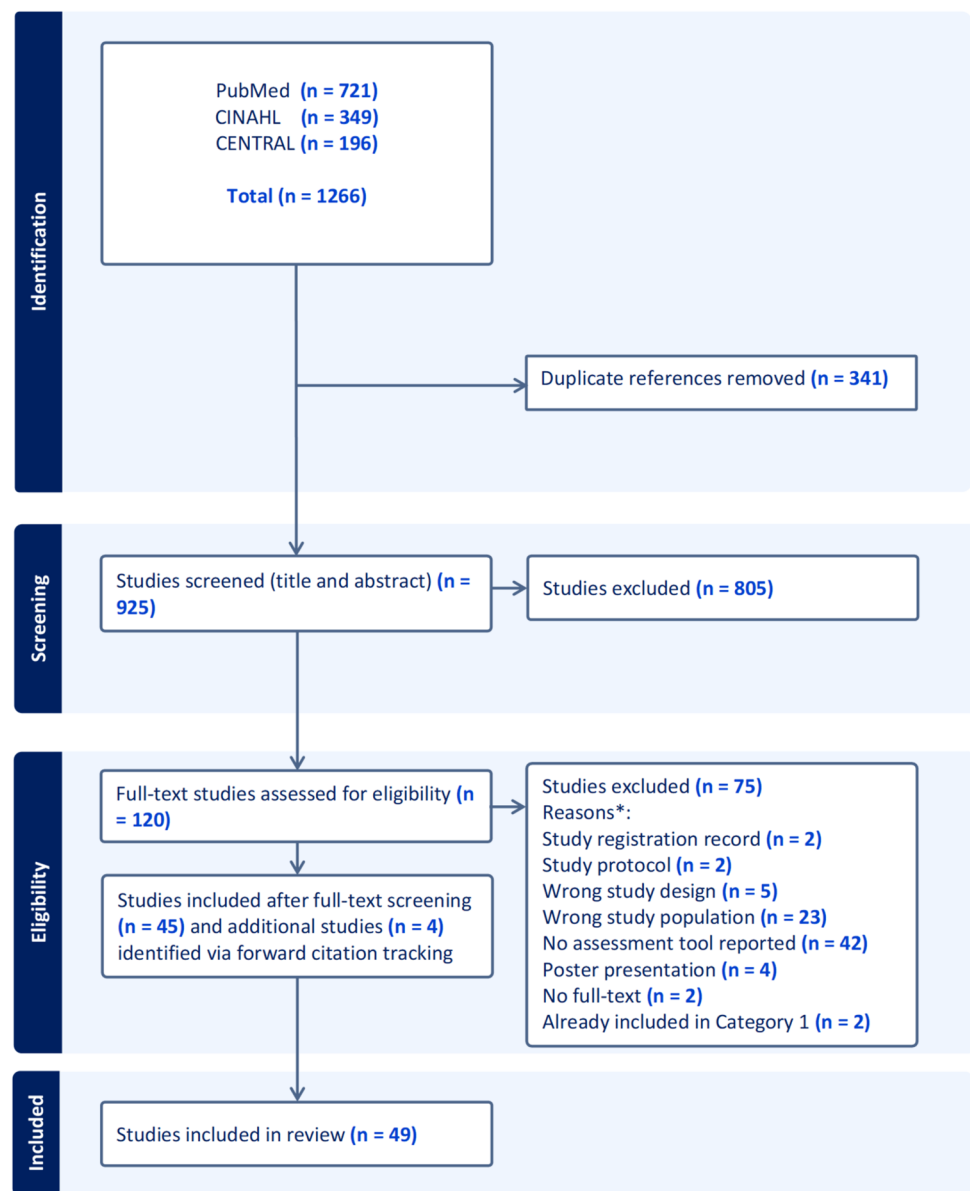 Identification
PubMed (n = 721)
CINAHL (n = 349)
CENTRAL (n = 196)
Total (n = 1266)
Duplicate references removed (n = 341)
Screening
Studies screened (title and abstract) (n =
925)
Studies excluded (n = 805)
Eligibility
Full-text studies assessed for eligibility (n
= 120)
Studies excluded (n = 75)
Reasons*:
Study registration record (n = 2)
Study protocol (n = 2)
Wrong study design (n = 5)
Wrong study population (n = 23)
No assessment tool reported (n = 42)
Poster presentation (n = 4)
No full-text (n = 2)
Already included in Category 1 (n = 2)
Studies included after full-text screening
(n = 45) and additional studies (n = 4)
identified via forward citation tracking
Included
Studies included in review (n = 49)